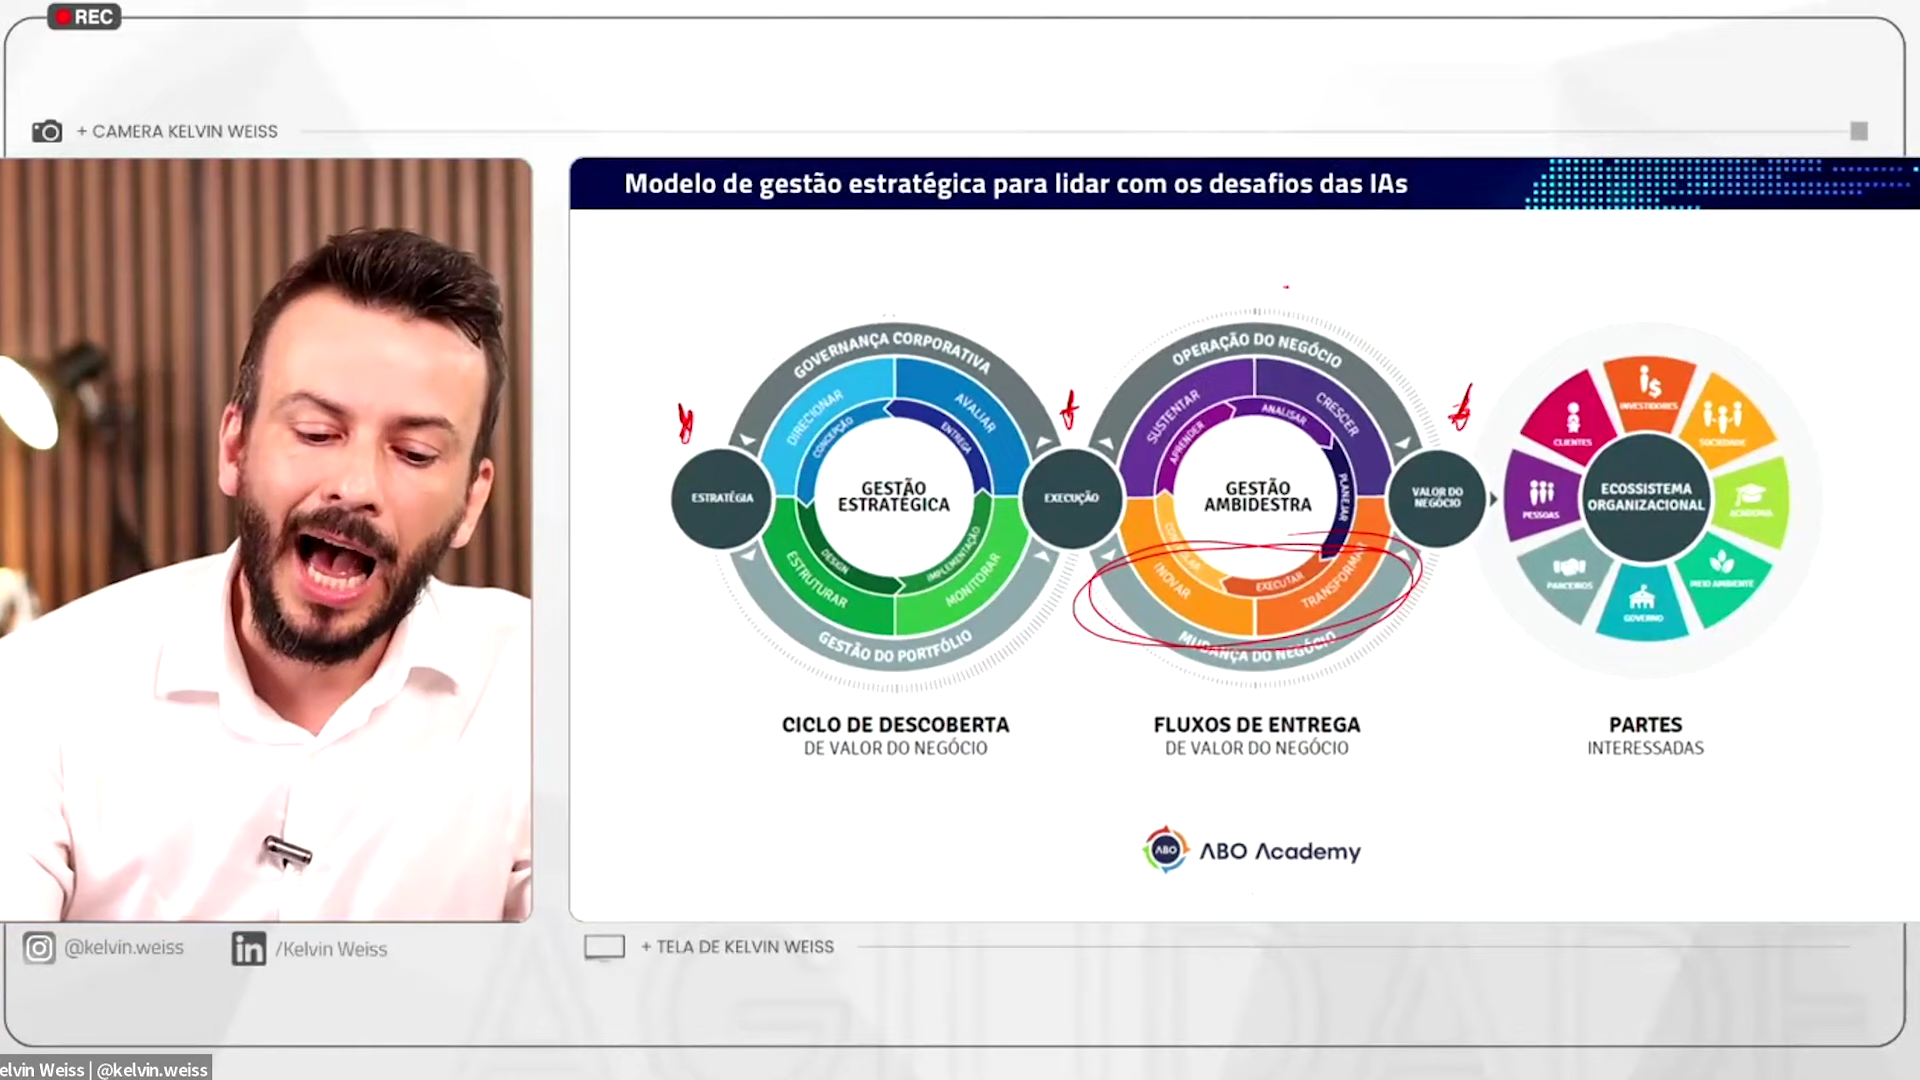 REC
+ CAMERA KELVIN WEISS
Modelo de gestão estratégica para lidar com os desafios das IAs
GOVERNANÇA CORPORATIVA
DIRECIONAR
AVALIAR
CONCEPÇÃO
ENTREGA
ESTRATÉGIA
GESTÃO
ESTRATÉGICA
DESIGN
IMPLEMENTAÇÃO
ESTRUTURAR
MONITORAR
GESTÃO DO PORTFÓLIO
EXECUÇÃO
OPERAÇÃO DO NEGÓCIO
SUSTENTAR
CRESCER
APRENDER
ANALISAR
PLANEJAR
GESTÃO
AMBIDESTRA
EXECUTAR
INOVAR
TRANSFORMAR
MUDANÇA DO NEGÓCIO
VALOR DO
NEGÓCIO
INVESTIDORES
CLIENTES
SOCIEDADE
PESSOAS
ECOSSISTEMA
ORGANIZACIONAL
ACADEMIA
PARCEIROS
MEIO AMBIENTE
GOVERNO
CICLO DE DESCOBERTA
DE VALOR DO NEGÓCIO
FLUXOS DE ENTREGA
DE VALOR DO NEGÓCIO
PARTES
INTERESSADAS
ABO
ABO Academy
@kelvin.weiss
in /Kelvin Weiss
+ TELA DE KELVIN WEISS
elvin Weiss | @kelvin.weiss